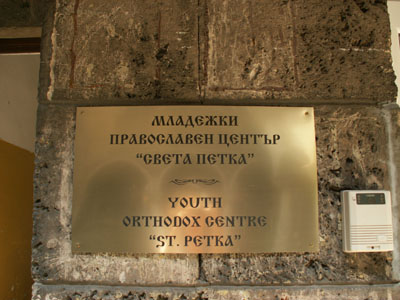 МЛАДЕЖКИ
ПРАВОСЛАВЕН ЦЕНТЪР
“СВЕТА ПЕТКА”
YOUTH
ORTHODOX CENTRE
“ST. PETKA”